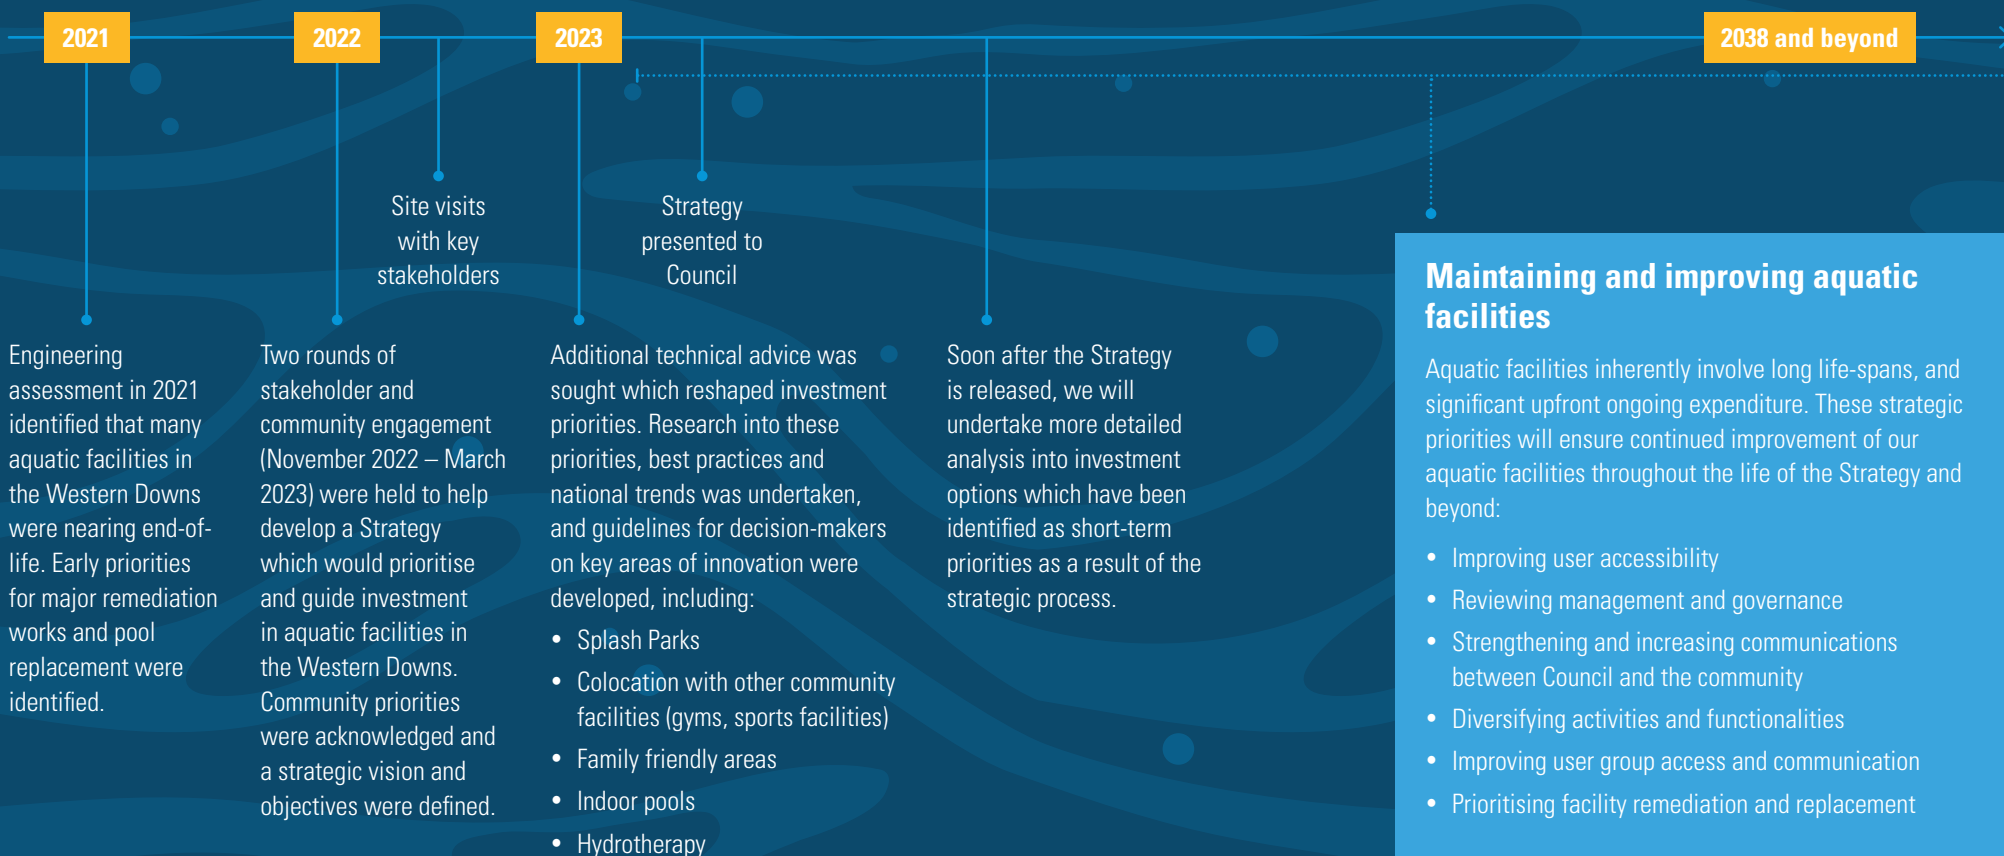 2021
2022
2023
2038 and beyond
Site visits
with key
stakeholders
Strategy
presented to
Council
Engineering
assessment in 2021
identified that many
aquatic facilities in
the Western Downs
were nearing end-of-
life. Early priorities
for major remediation
works and pool
replacement were
identified.
Two rounds of
stakeholder and
community engagement
(November 2022 – March
2023) were held to help
develop a Strategy
which would prioritise
and guide investment
in aquatic facilities in
the Western Downs.
Community priorities
were acknowledged and
a strategic vision and
objectives were defined.
Additional technical advice was
sought which reshaped investment
priorities. Research into these
priorities, best practices and
national trends was undertaken,
and guidelines for decision-makers
on key areas of innovation were
developed, including:
• Splash Parks
• Colocation with other community
facilities (gyms, sports facilities)
• Family friendly areas
• Indoor pools
• Hydrotherapy
Soon after the Strategy
is released, we will
undertake more detailed
analysis into investment
options which have been
identified as short-term
priorities as a result of the
strategic process.
Maintaining and improving aquatic
facilities
Aquatic facilities inherently involve long life-spans, and
significant upfront ongoing expenditure. These strategic
priorities will ensure continued improvement of our
aquatic facilities throughout the life of the Strategy and
beyond:
• Improving user accessibility
• Reviewing management and governance
• Strengthening and increasing communications
between Council and the community
• Diversifying activities and functionalities
• Improving user group access and communication
• Prioritising facility remediation and replacement